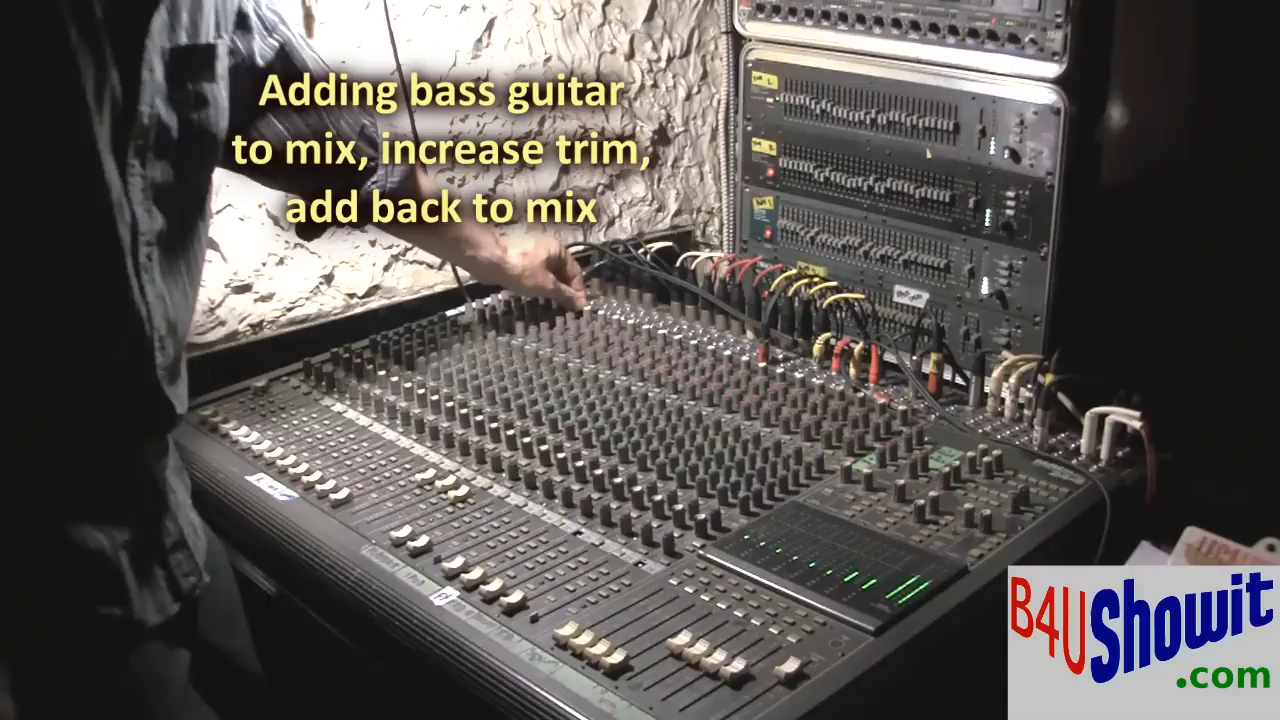 Adding bass guitar
to mix, increase trim,
add back to mix
B4UShowit
.com